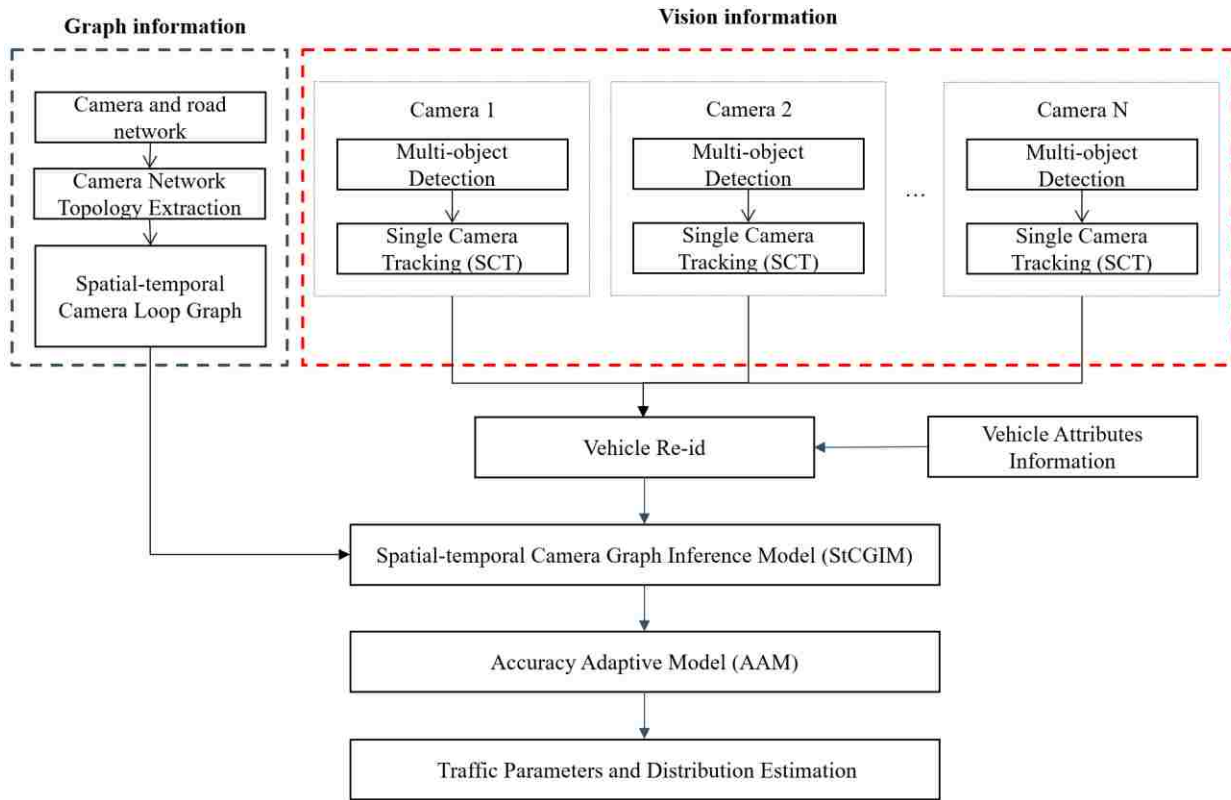 Graph information
Vision information
Camera and road
network
Camera Network
Topology Extraction
Spatial-temporal
Camera Loop Graph
Camera 1
Multi-object
Detection
Single Camera
Tracking (SCT)
Camera 2
Multi-object
Detection
Single Camera
Tracking (SCT)
...
Camera N
Multi-object
Detection
Single Camera
Tracking (SCT)
Vehicle Re-id
Vehicle Attributes
Information
Spatial-temporal Camera Graph Inference Model (StCGIM)
Accuracy Adaptive Model (AAM)
Traffic Parameters and Distribution Estimation